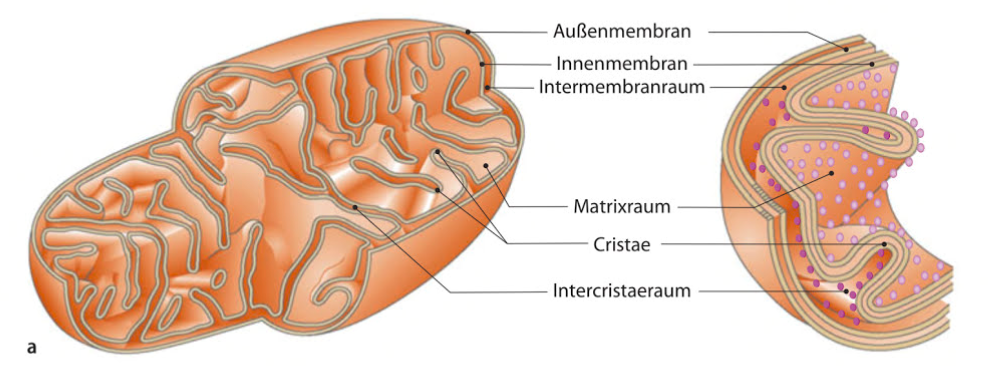 Außenmembran
Innenmembran
Intermembranraum
Matrixraum
Cristae
Intercristaeraum
a